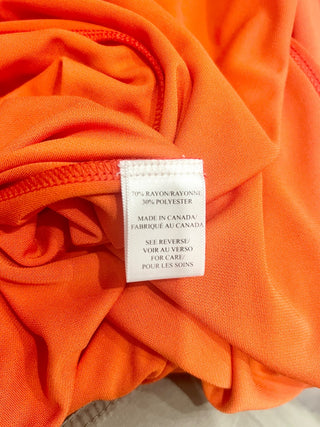 70% RAYON/RAYONNE
30% POLYESTER
MADE IN CANADA/
FABRIQUÉ AU CANADA
SEE REVERSE/
VOIR AU VERSO
FOR CARE/
POUR LES SOINS